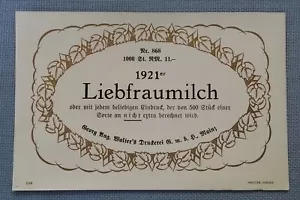 Nr. 868
1000 St. RM. 11.–
1921er
Liebfraumilch
oder mit jedem beliebigen Eindruck, der von 500 Stück einer
Sorte an nicht extra berechnet wird.
Georg Aug. Walter's Druckerei G. m. b. H., Mainz